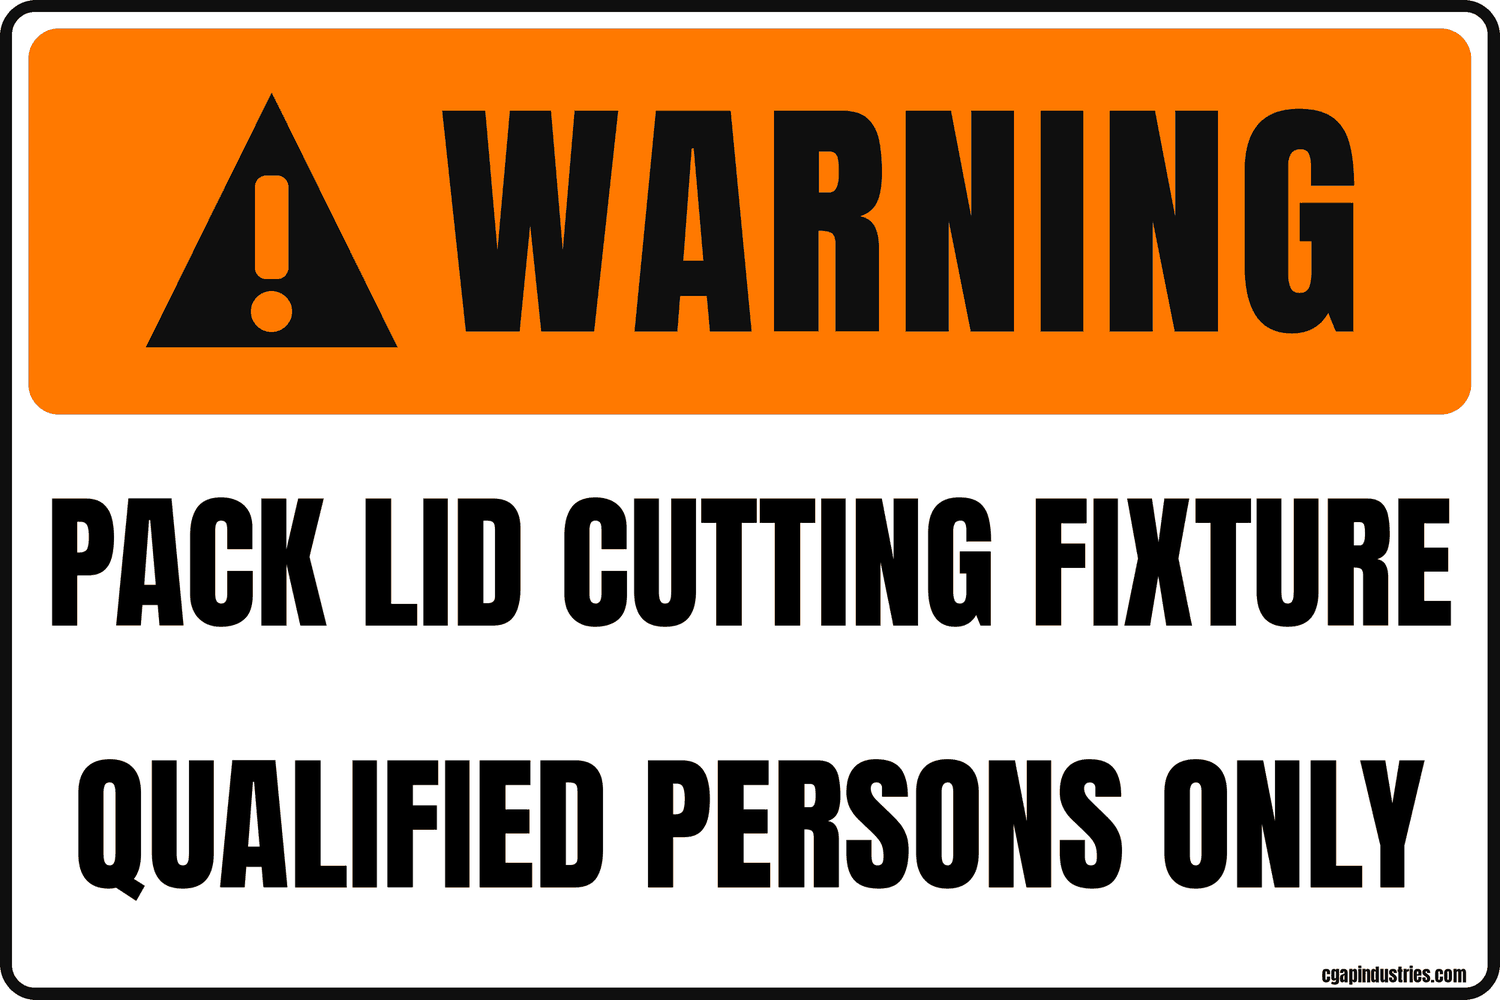 WARNING
PACK LID CUTTING FIXTURE
QUALIFIED PERSONS ONLY
cgapindustries.com